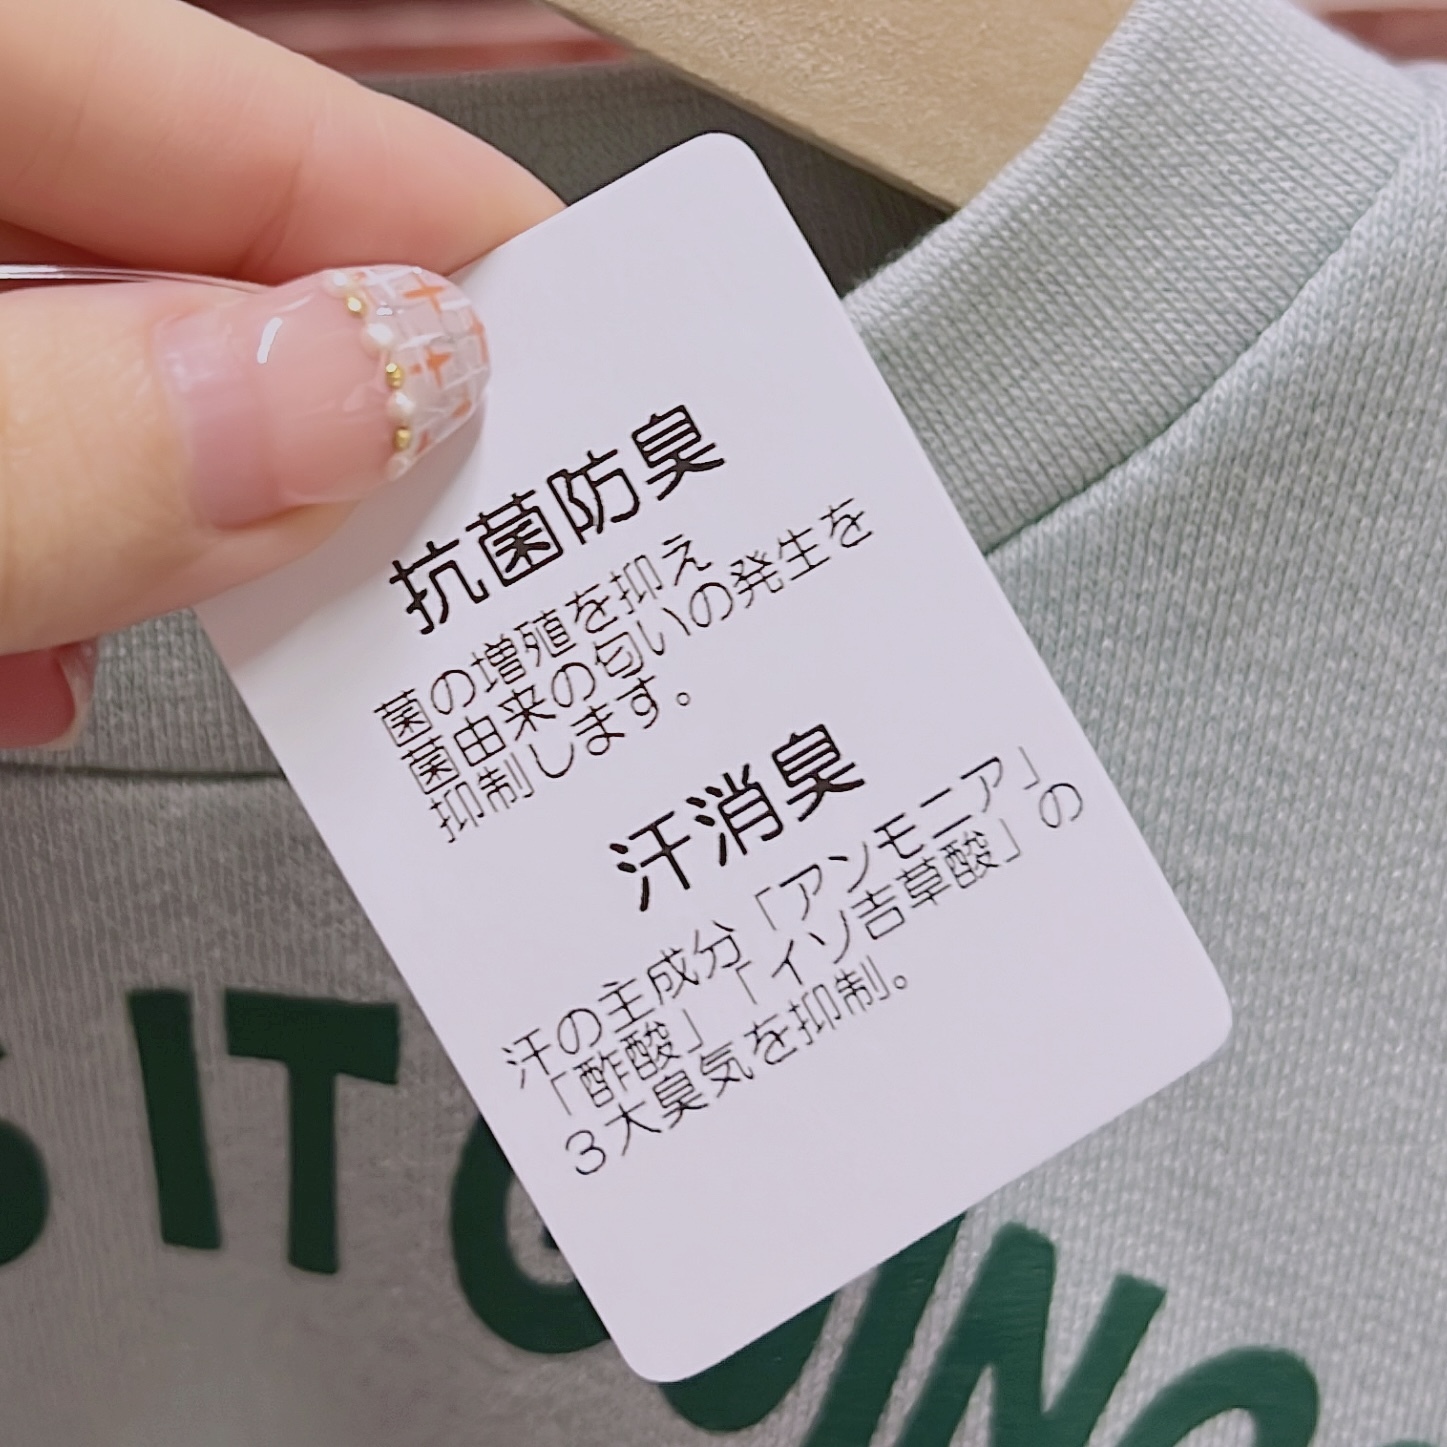 抗菌防臭
菌の増殖を抑え
菌由来の匂いの発生を
抑制します。
汗消臭
汗の主成分「アンモニア」
「酢酸」「イソ吉草酸」の
3大臭気を抑制。
S IT GOING